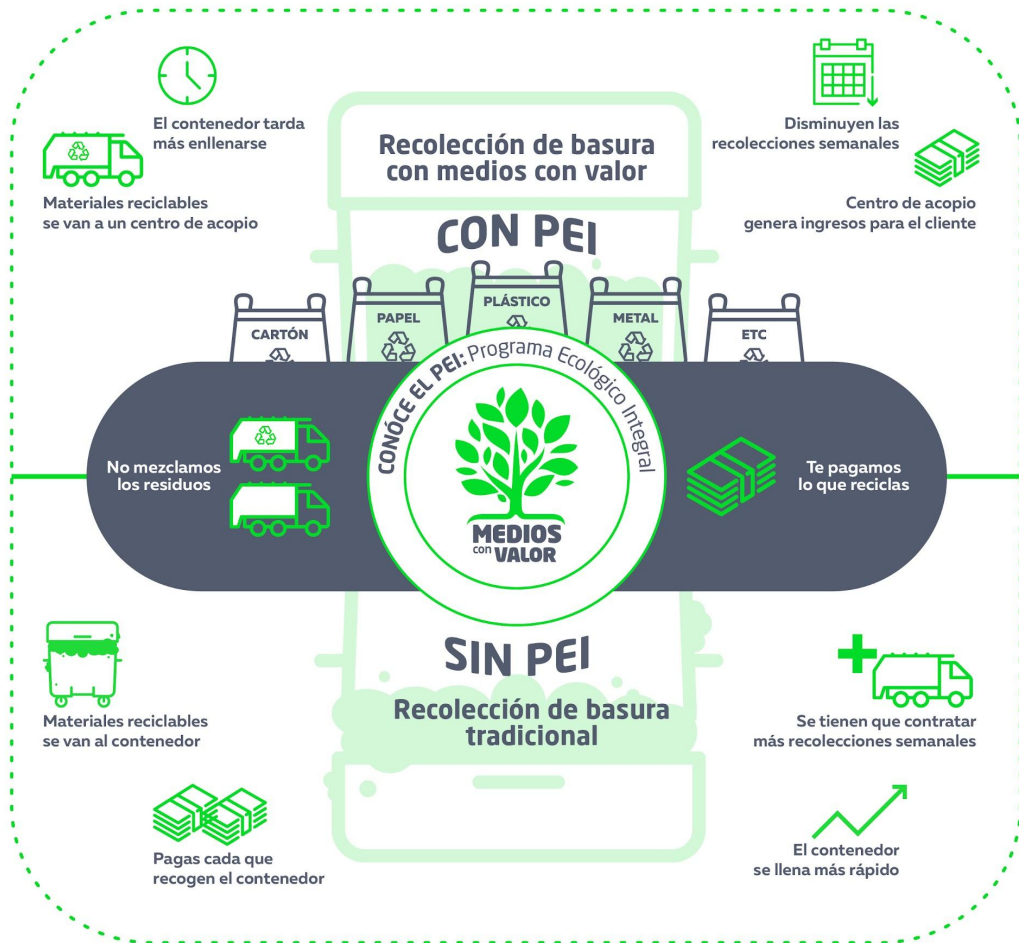 El contenedor tarda
más enllenarse
Materiales reciclables
se van a un centro de acopio
Recolección de basura
con medios con valor
CON PEI
Disminuyen las
recolecciones semanales
Centro de acopio
genera ingresos para el cliente
CARTÓN
PAPEL
PLÁSTICO
METAL
ETC
CONÓCE EL PEI: Programa Ecológico Integral
No mezclamos
los residuos
MEDIOS
con VALOR
Te pagamos
lo que reciclas
SIN PEI
Recolección de basura
tradicional
Materiales reciclables
se van al contenedor
Pagas cada que
recogen el contenedor
Se tienen que contratar
más recolecciones semanales
El contenedor
se llena más rápido